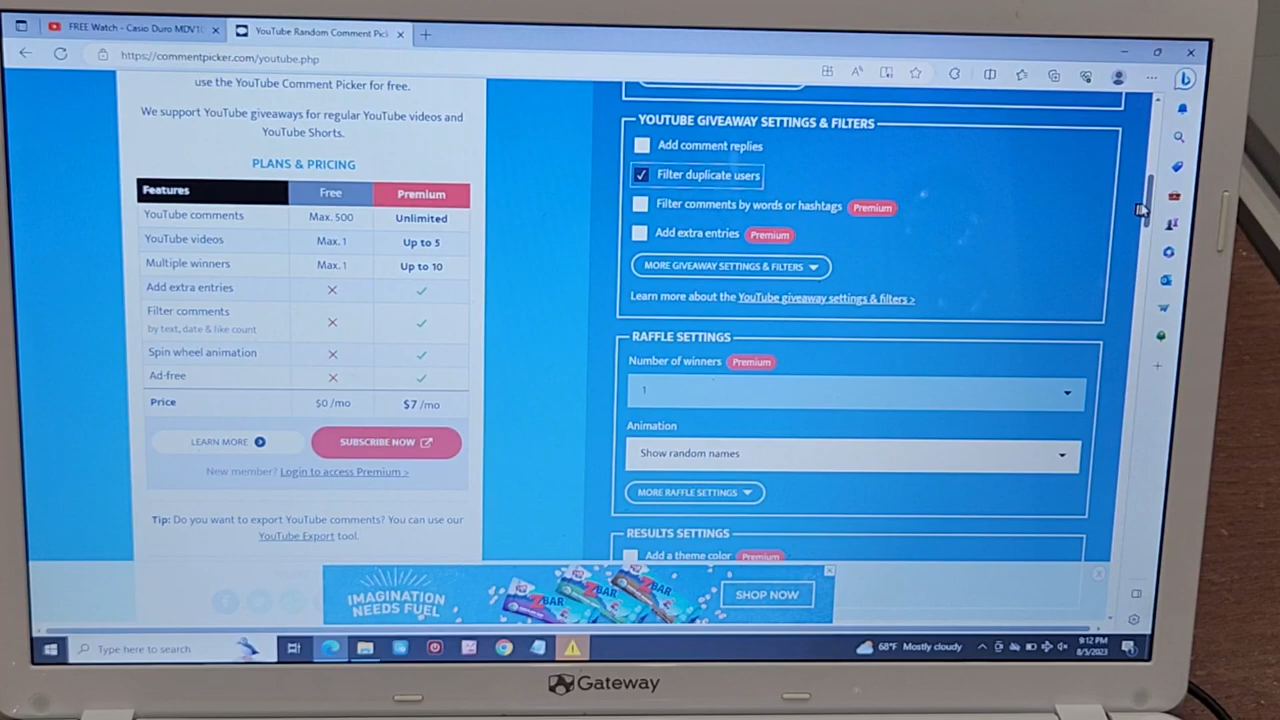 FREE Watch - Casio Duro MDV10
YouTube Random Comment Pic
https://commentpicker.com/youtube.php
use the YouTube Comment Picker for free.
We support YouTube giveaways for regular YouTube videos and
YouTube Shorts.
PLANS & PRICING
Features Free Premium
YouTube comments Max. 500 Unlimited
YouTube videos Max. 1 Up to 5
Multiple winners Max. 1 Up to 10
Add extra entries
Filter comments
by text, date & like count
Spin wheel animation
Ad-free
Price $0 /mo $7 /mo
LEARN MORE SUBSCRIBE NOW
New member? Login to access Premium >
Tip: Do you want to export YouTube comments? You can use our
YouTube Export tool.
YOUTUBE GIVEAWAY SETTINGS & FILTERS
Add comment replies
Filter duplicate users
Filter comments by words or hashtags Premium
Add extra entries Premium
MORE GIVEAWAY SETTINGS & FILTERS
Learn more about the YouTube giveaway settings & filters >
RAFFLE SETTINGS
Number of winners Premium
1
Animation
Show random names
MORE RAFFLE SETTINGS
RESULTS SETTINGS
Add a theme color Premium
IMAGINATION
NEEDS FUEL
ZBAR
ZBAR
ZBAR
SHOP NOW
Type here to search
68°F Mostly cloudy
9:12 PM
8/5/2023
Gateway